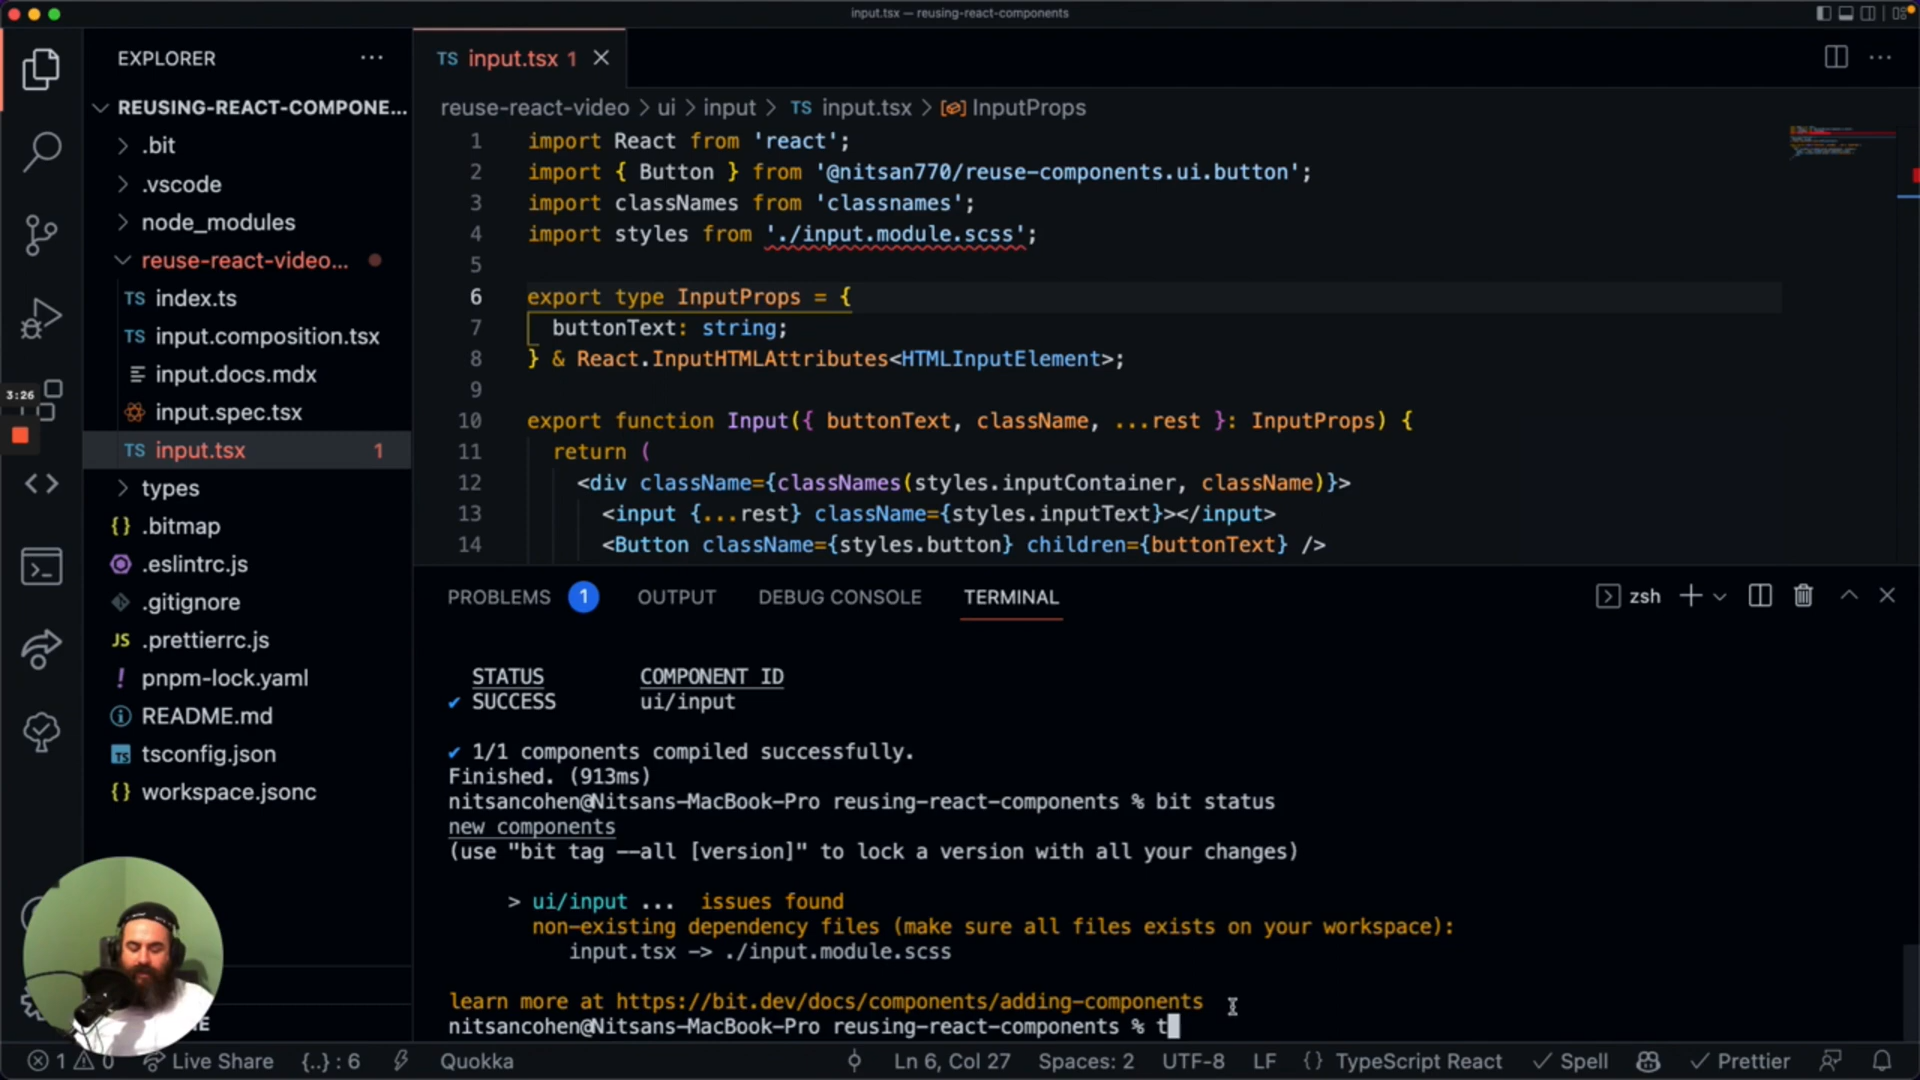 input.tsx — reusing-react-components
EXPLORER
REUSING-REACT-COMPONE...
.bit
.vscode
node_modules
reuse-react-video...
TS index.ts
TS input.composition.tsx
input.docs.mdx
input.spec.tsx
TS input.tsx 1
types
{} .bitmap
.eslintrc.js
.gitignore
JS .prettierrc.js
! pnpm-lock.yaml
README.md
TS tsconfig.json
{} workspace.jsonc
3:26
TS input.tsx 1
reuse-react-video > ui > input > TS input.tsx > InputProps
1 import React from 'react';
2 import { Button } from '@nitsan770/reuse-components.ui.button';
3 import classNames from 'classnames';
4 import styles from './input.module.scss';
5
6 export type InputProps = {
7 buttonText: string;
8 } & React.InputHTMLAttributes<HTMLInputElement>;
9
10 export function Input({ buttonText, className, ...rest }: InputProps) {
11 return (
12 <div className={classNames(styles.inputContainer, className)}>
13 <input {...rest} className={styles.inputText}></input>
14 <Button className={styles.button} children={buttonText} />
PROBLEMS 1 OUTPUT DEBUG CONSOLE TERMINAL
zsh
STATUS COMPONENT ID
✔ SUCCESS ui/input
✔ 1/1 components compiled successfully.
Finished. (913ms)
nitsancohen@Nitsans-MacBook-Pro reusing-react-components % bit status
new components
(use "bit tag --all [version]" to lock a version with all your changes)
> ui/input ... issues found
non-existing dependency files (make sure all files exists on your workspace):
input.tsx -> ./input.module.scss
learn more at https://bit.dev/docs/components/adding-components
nitsancohen@Nitsans-MacBook-Pro reusing-react-components % t
1 0 Live Share {..} : 6 Quokka Ln 6, Col 27 Spaces: 2 UTF-8 LF {} TypeScript React Spell Prettier